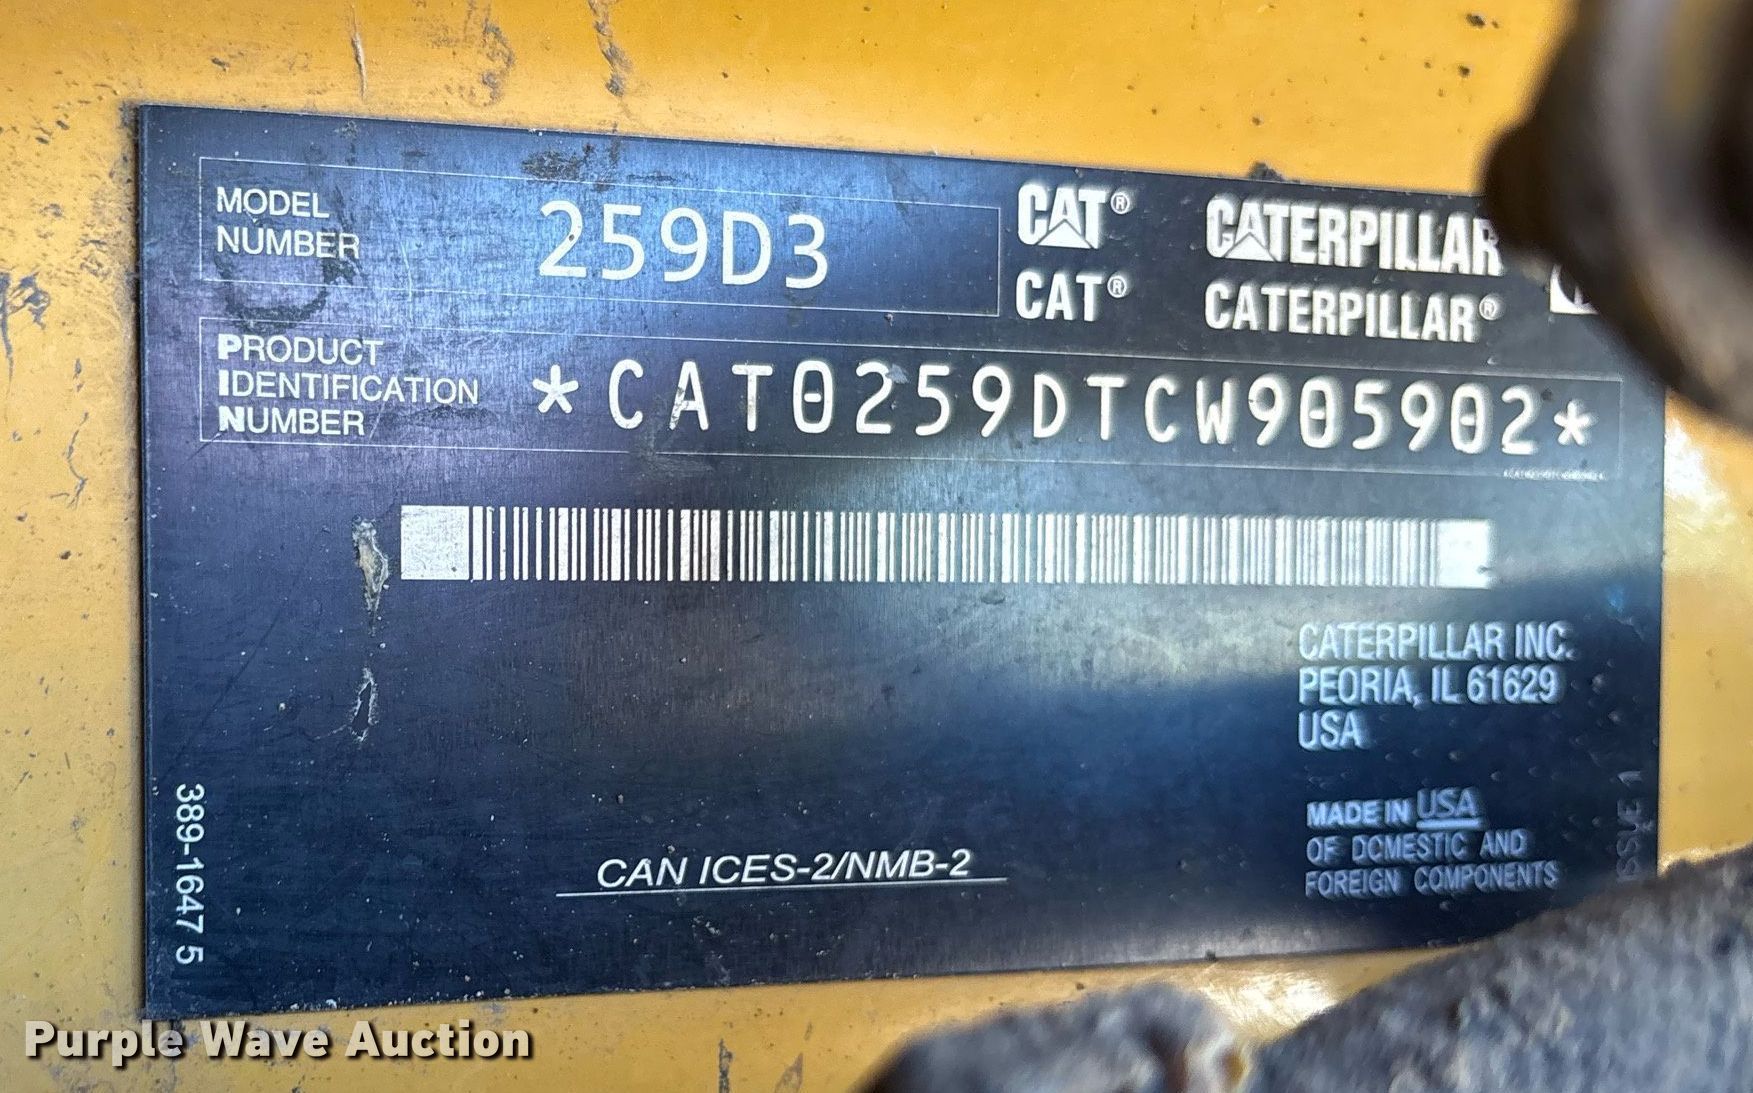 MODEL
NUMBER
259D3
CAT®
CATERPILLAR
CAT®
CATERPILLAR®
PRODUCT
IDENTIFICATION
NUMBER
*CAT0259DTCW905902*
CATERPILLAR INC.
PEORIA, IL 61629
USA
MADE IN USA
OF DOMESTIC AND
FOREIGN COMPONENTS
CAN ICES-2/NMB-2
389-1647 5
ISSUE 1
Purple Wave Auction